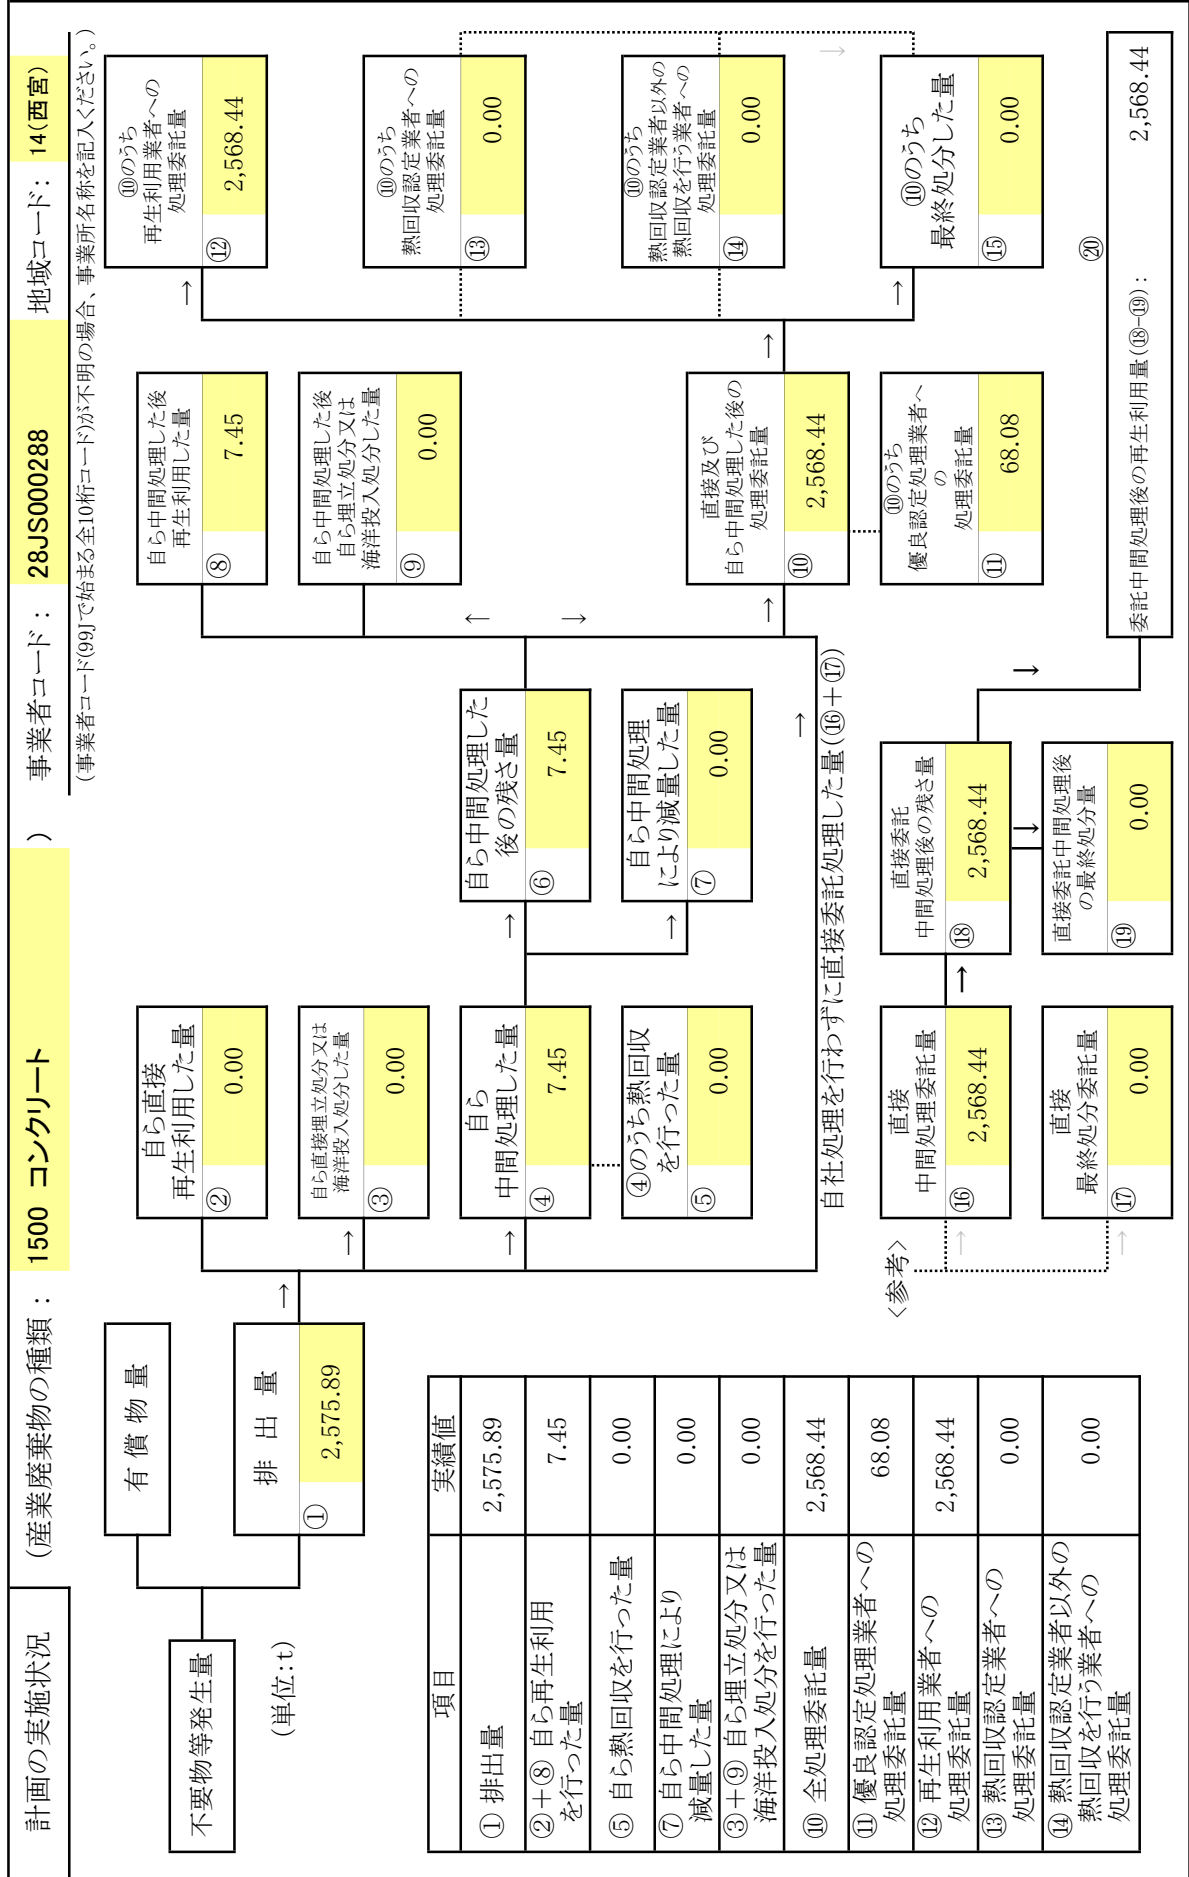 計画の実施状況
(産業廃棄物の種類：
1500 コンクリート
)
事業者コード：
28JS000288
地域コード：
14(西宮)
(事業者コード(99Jで始まる全10桁コード)が不明の場合、事業所名称を記入ください。)
不要物等発生量
(単位:t)
有 償 物 量
排 出 量
①
2,575.89
→
自ら直接
再生利用した量
②
0.00
→
自ら直接埋立処分又は
海洋投入処分した量
③
0.00
→
自ら
中間処理した量
④
7.45
④のうち熱回収
を行った量
⑤
0.00
→
自ら中間処理した
後の残さ量
⑥
7.45
→
自ら中間処理
により減量した量
⑦
0.00
自ら中間処理した後
再生利用した量
⑧
7.45
自ら中間処理した後
自ら埋立処分又は
海洋投入処分した量
⑨
0.00
↑
↓
→
自社処理を行わずに直接委託処理した量(⑯＋⑰)
→
直接及び
自ら中間処理した後の
処理委託量
⑩
2,568.44
⑩のうち
優良認定処理業者へ
の
処理委託量
⑪
68.08
→
→
⑩のうち
再生利用業者への
処理委託量
⑫
2,568.44
⑩のうち
熱回収認定業者への
処理委託量
⑬
0.00
⑩のうち
熱回収認定業者以外の
熱回収を行う業者への
処理委託量
⑭
0.00
↓
→
⑩のうち
最終処分した量
⑮
0.00
<参考>
→
直接
中間処理委託量
⑯
2,568.44
→
直接
最終処分委託量
⑰
0.00
→
直接委託
中間処理後の残さ量
⑱
2,568.44
↓
直接委託中間処理後
の最終処分量
⑲
0.00
↓
⑳
委託中間処理後の再生利用量(⑱-⑲)：
2,568.44
項目
実績値
① 排出量
2,575.89
②＋⑧ 自ら再生利用
を行った量
7.45
⑤ 自ら熱回収を行った量
0.00
⑦ 自ら中間処理により
減量した量
0.00
③＋⑨ 自ら埋立処分又は
海洋投入処分を行った量
0.00
⑩ 全処理委託量
2,568.44
⑪ 優良認定処理業者への
処理委託量
68.08
⑫ 再生利用業者への
処理委託量
2,568.44
⑬ 熱回収認定業者への
処理委託量
0.00
⑭ 熱回収認定業者以外の
熱回収を行う業者への
処理委託量
0.00